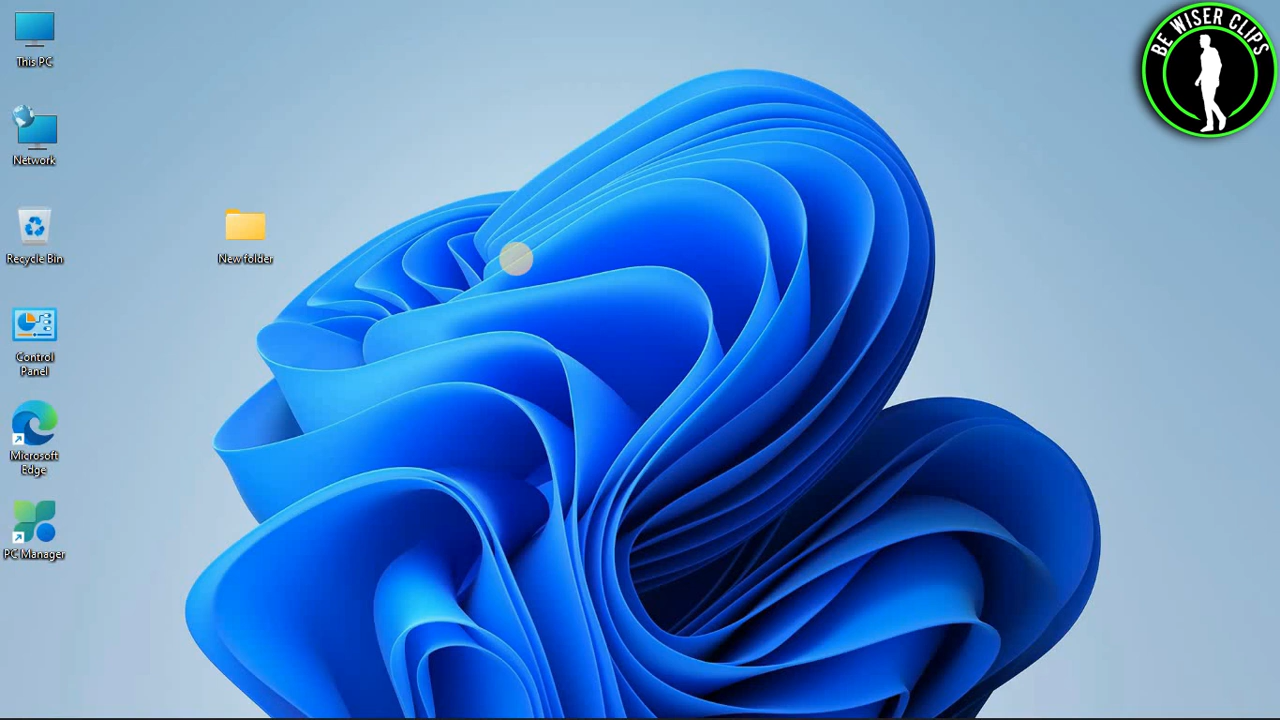 This PC
Network
Recycle Bin
New folder
Control
Panel
Microsoft
Edge
PC Manager
BE WISER CLIPS